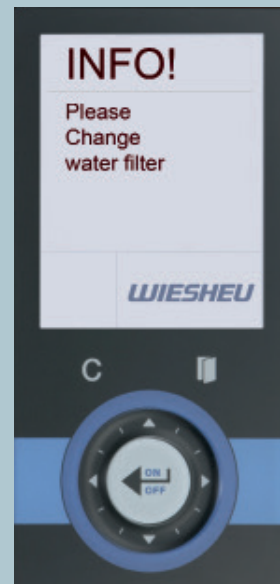 INFO!
Please
Change
water filter
WIESHEU
C
ON
OFF